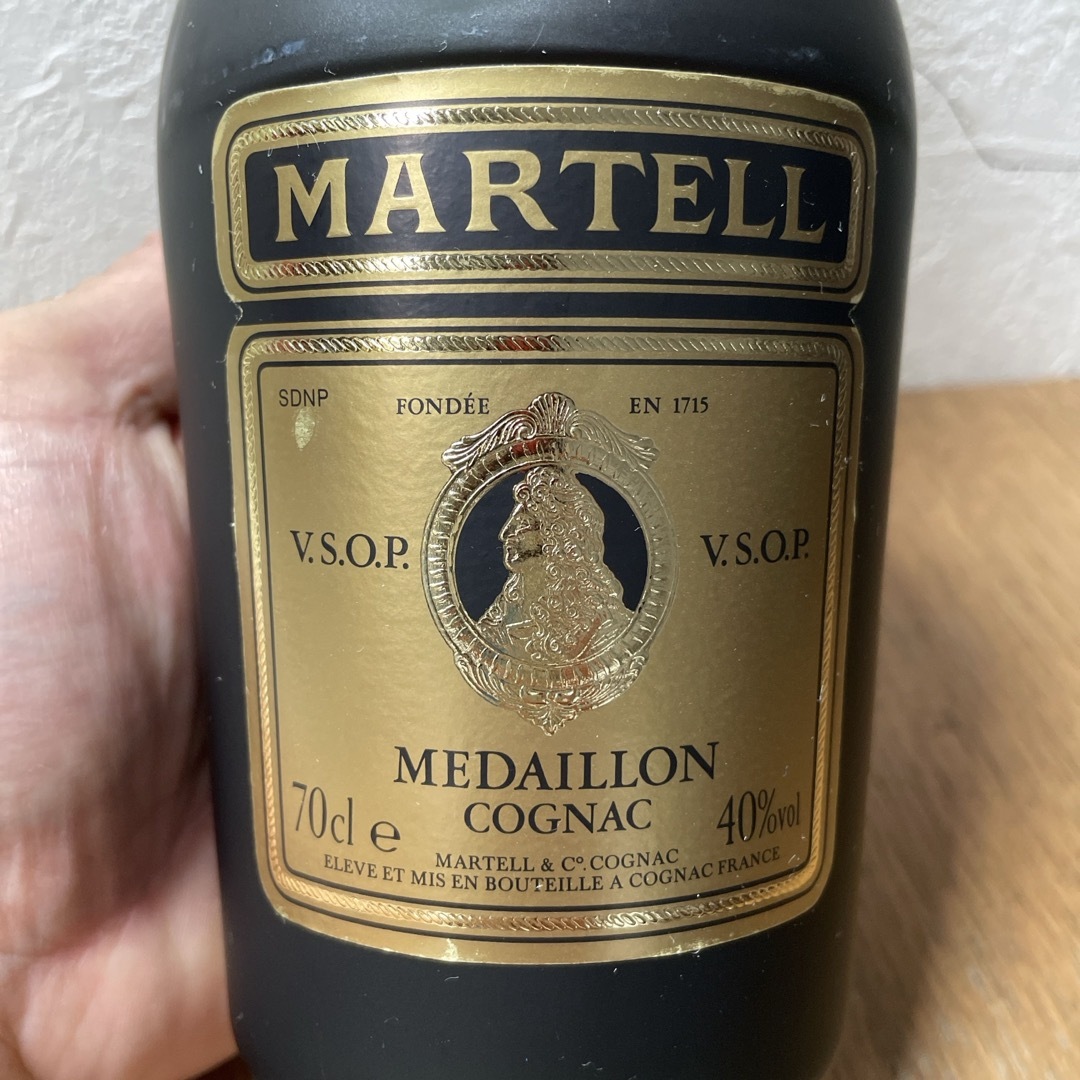 MARTELL
SDNP
FONDÉE EN 1715
V.S.O.P. V.S.O.P.
MEDAILLON
70cl e COGNAC 40%vol
MARTELL & Cº. COGNAC
ELEVE ET MIS EN BOUTEILLE A COGNAC FRANCE